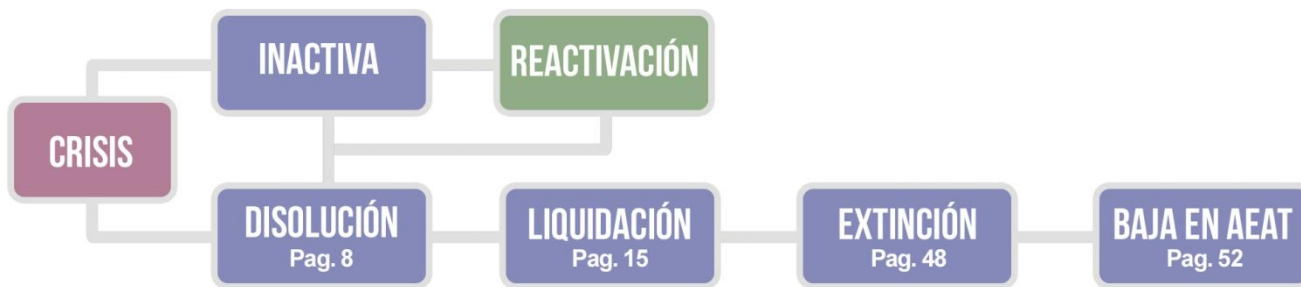 INACTIVA
REACTIVACIÓN
CRISIS
DISOLUCIÓN
Pag. 8
LIQUIDACIÓN
Pag. 15
EXTINCIÓN
Pag. 48
BAJA EN AEAT
Pag. 52